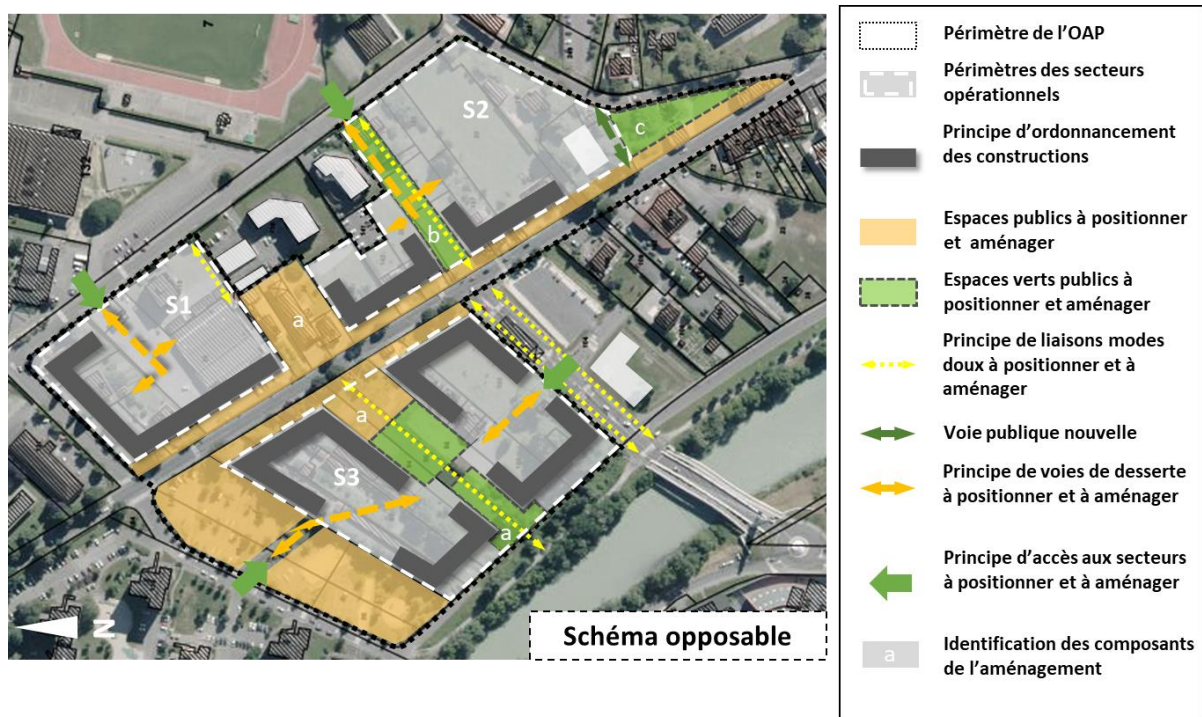 S2
c
b
S1
a
a
S3
a
N
Schéma opposable
Périmètre de l’OAP
Périmètres des secteurs
opérationnels
Principe d’ordonnancement
des constructions
Espaces publics à positionner
et aménager
Espaces verts publics à
positionner et aménager
Principe de liaisons modes
doux à positionner et à
aménager
Voie publique nouvelle
Principe de voies de desserte
à positionner et à aménager
Principe d’accès aux secteurs
à positionner et à aménager
a
Identification des composants
de l’aménagement